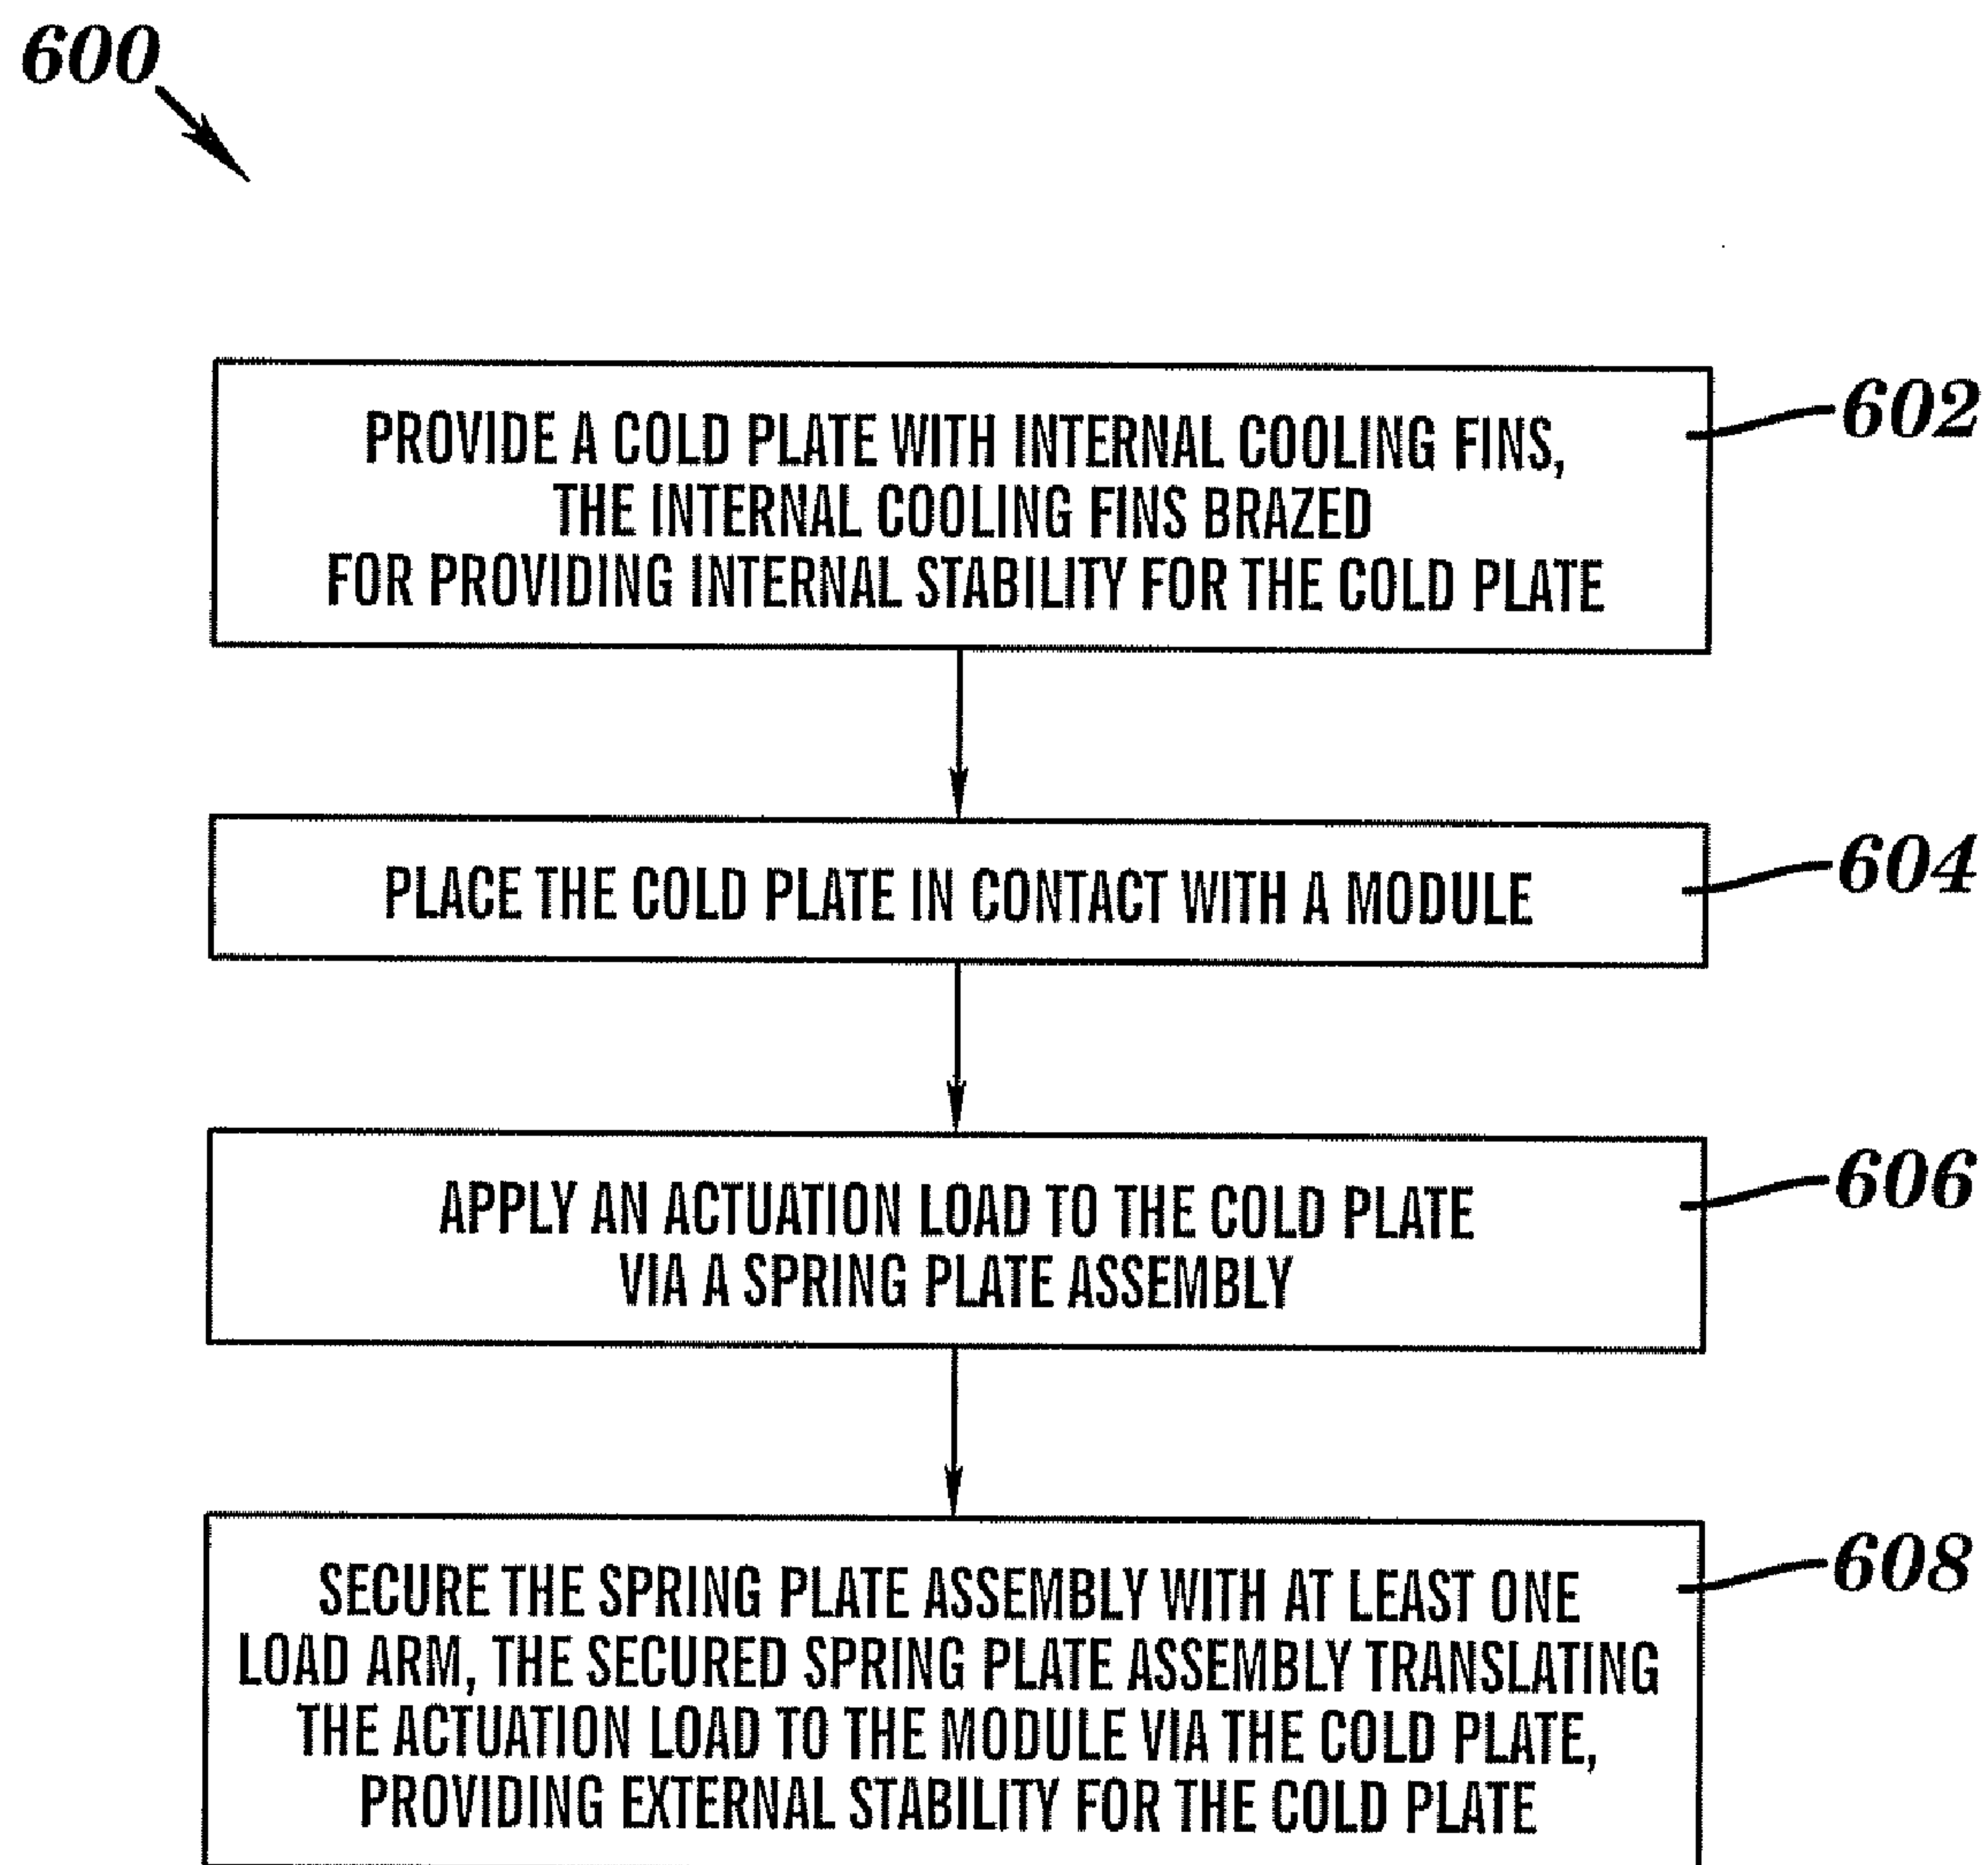 600
PROVIDE A COLD PLATE WITH INTERNAL COOLING FINS,
THE INTERNAL COOLING FINS BRAZED
FOR PROVIDING INTERNAL STABILITY FOR THE COLD PLATE
602
PLACE THE COLD PLATE IN CONTACT WITH A MODULE
604
APPLY AN ACTUATION LOAD TO THE COLD PLATE
VIA A SPRING PLATE ASSEMBLY
606
SECURE THE SPRING PLATE ASSEMBLY WITH AT LEAST ONE
LOAD ARM, THE SECURED SPRING PLATE ASSEMBLY TRANSLATING
THE ACTUATION LOAD TO THE MODULE VIA THE COLD PLATE,
PROVIDING EXTERNAL STABILITY FOR THE COLD PLATE
608